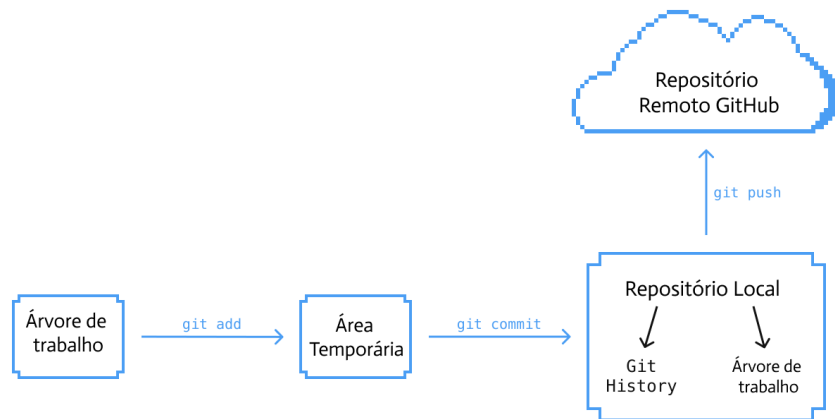 Repositório
Remoto GitHub
git push
Árvore de
trabalho
git add
Área
Temporária
git commit
Repositório Local
Git
History
Árvore de
trabalho